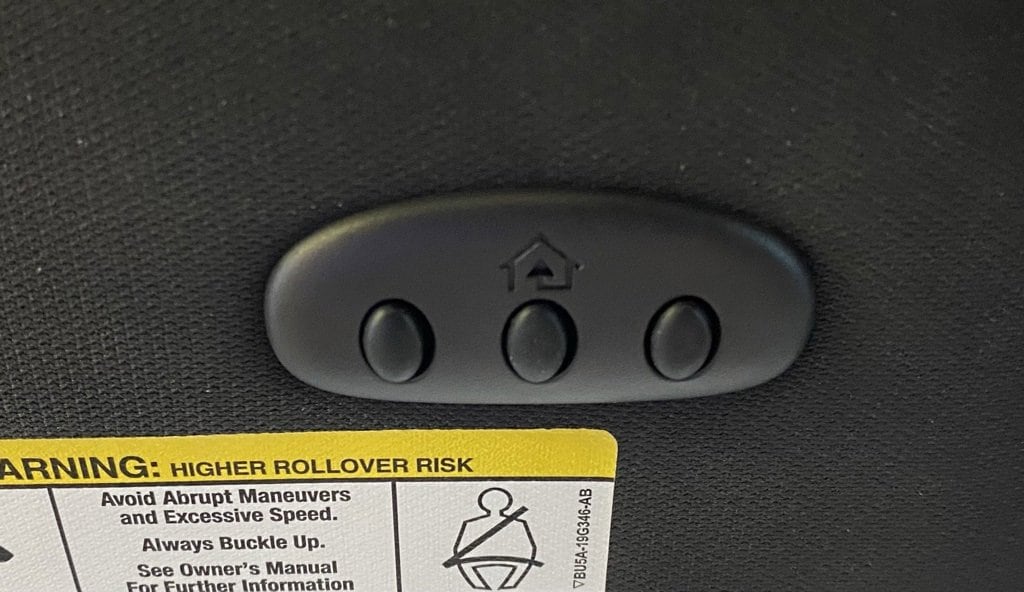 ARNING: HIGHER ROLLOVER RISK
Avoid Abrupt Maneuvers
and Excessive Speed.
Always Buckle Up.
See Owner's Manual
For Further Information
▽BU5A-19G346-AB